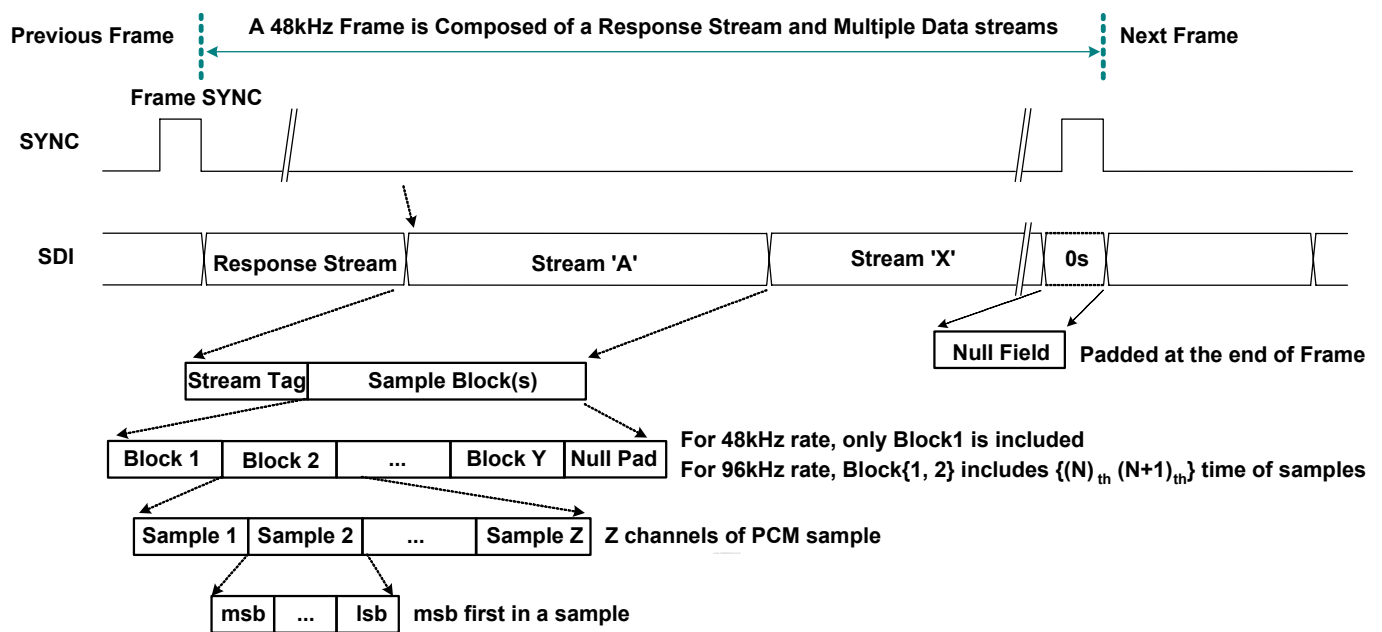 A 48kHz Frame is Composed of a Response Stream and Multiple Data streams
Previous Frame
Next Frame
Frame SYNC
SYNC
SDI
Response Stream
Stream 'A'
Stream 'X'
0s
Null Field
Padded at the end of Frame
Stream Tag
Sample Block(s)
Block 1
Block 2
...
Block Y
Null Pad
For 48kHz rate, only Block1 is included
For 96kHz rate, Block{1, 2} includes {(N)th (N+1)th} time of samples
Sample 1
Sample 2
...
Sample Z
Z channels of PCM sample
msb
...
lsb
msb first in a sample